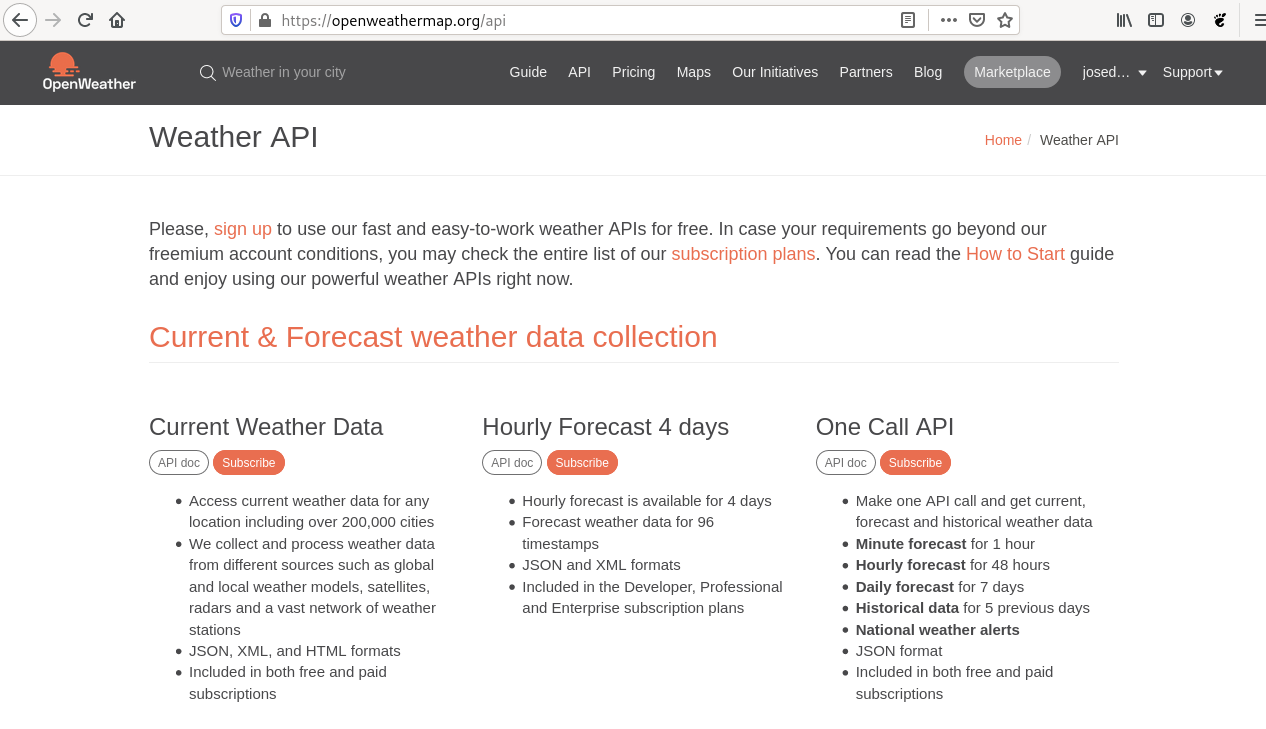 https://openweathermap.org/api
OpenWeather
Weather in your city
Guide API Pricing Maps Our Initiatives Partners Blog Marketplace josed… Support
Weather API
Home / Weather API
Please, sign up to use our fast and easy-to-work weather APIs for free. In case your requirements go beyond our
freemium account conditions, you may check the entire list of our subscription plans. You can read the How to Start guide
and enjoy using our powerful weather APIs right now.
Current & Forecast weather data collection
Current Weather Data
API doc Subscribe
• Access current weather data for any
location including over 200,000 cities
• We collect and process weather data
from different sources such as global
and local weather models, satellites,
radars and a vast network of weather
stations
• JSON, XML, and HTML formats
• Included in both free and paid
subscriptions
Hourly Forecast 4 days
API doc Subscribe
• Hourly forecast is available for 4 days
• Forecast weather data for 96
timestamps
• JSON and XML formats
• Included in the Developer, Professional
and Enterprise subscription plans
One Call API
API doc Subscribe
• Make one API call and get current,
forecast and historical weather data
• Minute forecast for 1 hour
• Hourly forecast for 48 hours
• Daily forecast for 7 days
• Historical data for 5 previous days
• National weather alerts
• JSON format
• Included in both free and paid
subscriptions